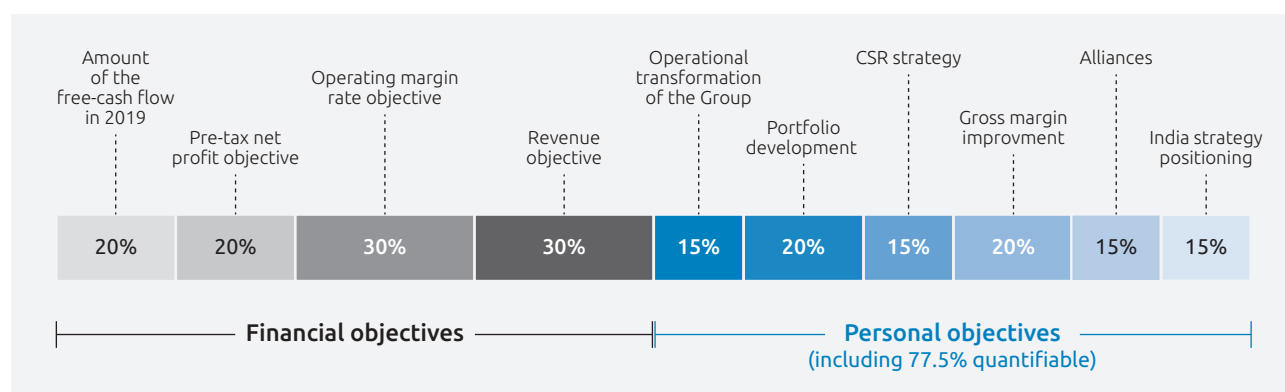 Amount
of the
free-cash flow
in 2019
Pre-tax net
profit objective
Operating margin
rate objective
Revenue
objective
Operational
transformation
of the Group
Portfolio
development
CSR strategy
Gross margin
improvment
Alliances
India strategy
positioning
20%
20%
30%
30%
15%
20%
15%
20%
15%
15%
Financial objectives
Personal objectives
(including 77.5% quantifiable)